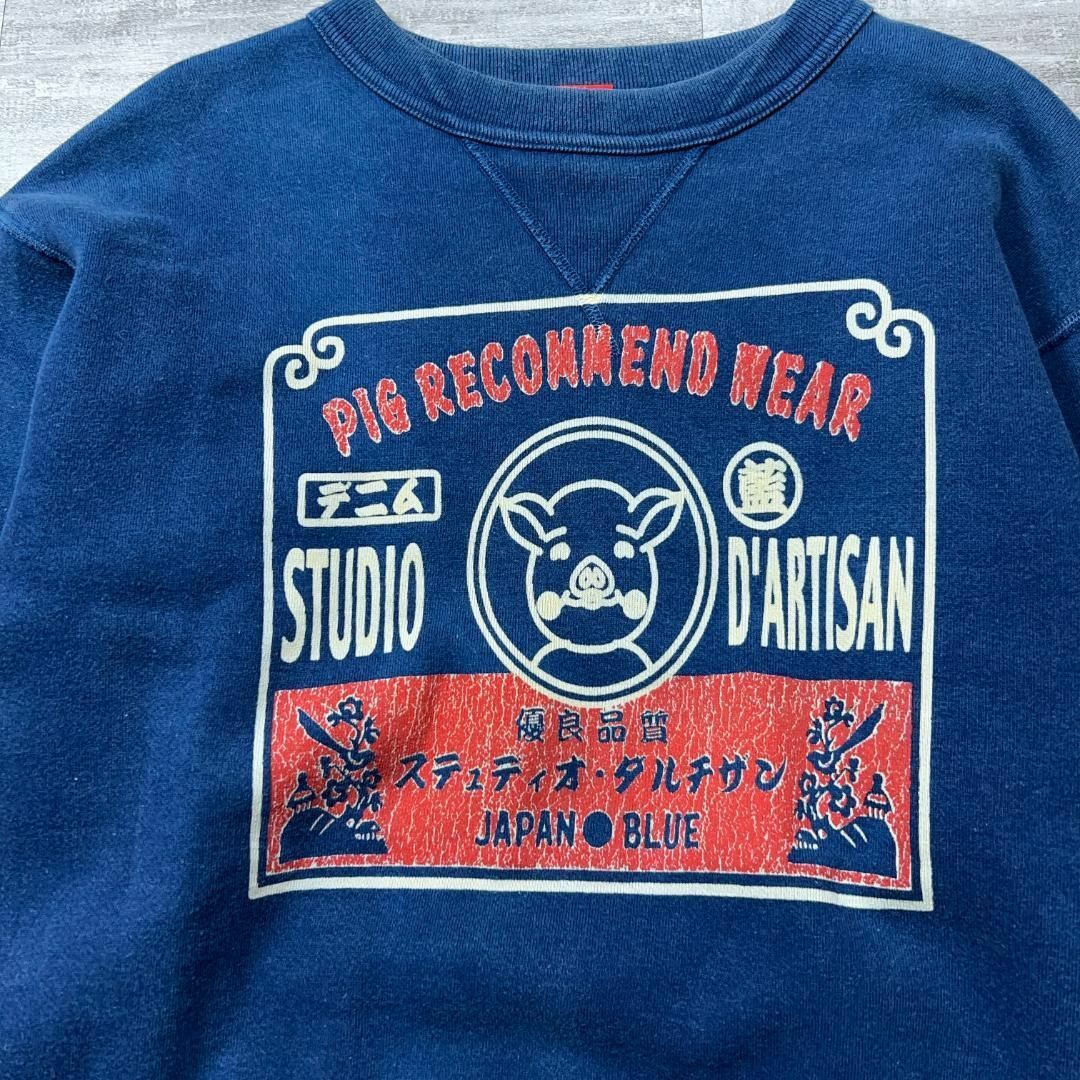 PIG RECOMMEND WEAR
デニム
藍
STUDIO D'ARTISAN
優良品質
ステュディオ・ダルチザン
JAPAN●BLUE